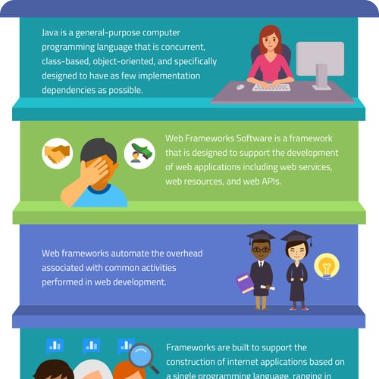 Java is a general-purpose computer
programming language that is concurrent,
class-based, object-oriented, and specifically
designed to have as few implementation
dependencies as possible.
Web Frameworks Software is a framework
that is designed to support the development
of web applications including web services,
web resources, and web APIs.
Web frameworks automate the overhead
associated with common activities
performed in web development.
Frameworks are built to support the
construction of internet applications based on
a single programming language, ranging in